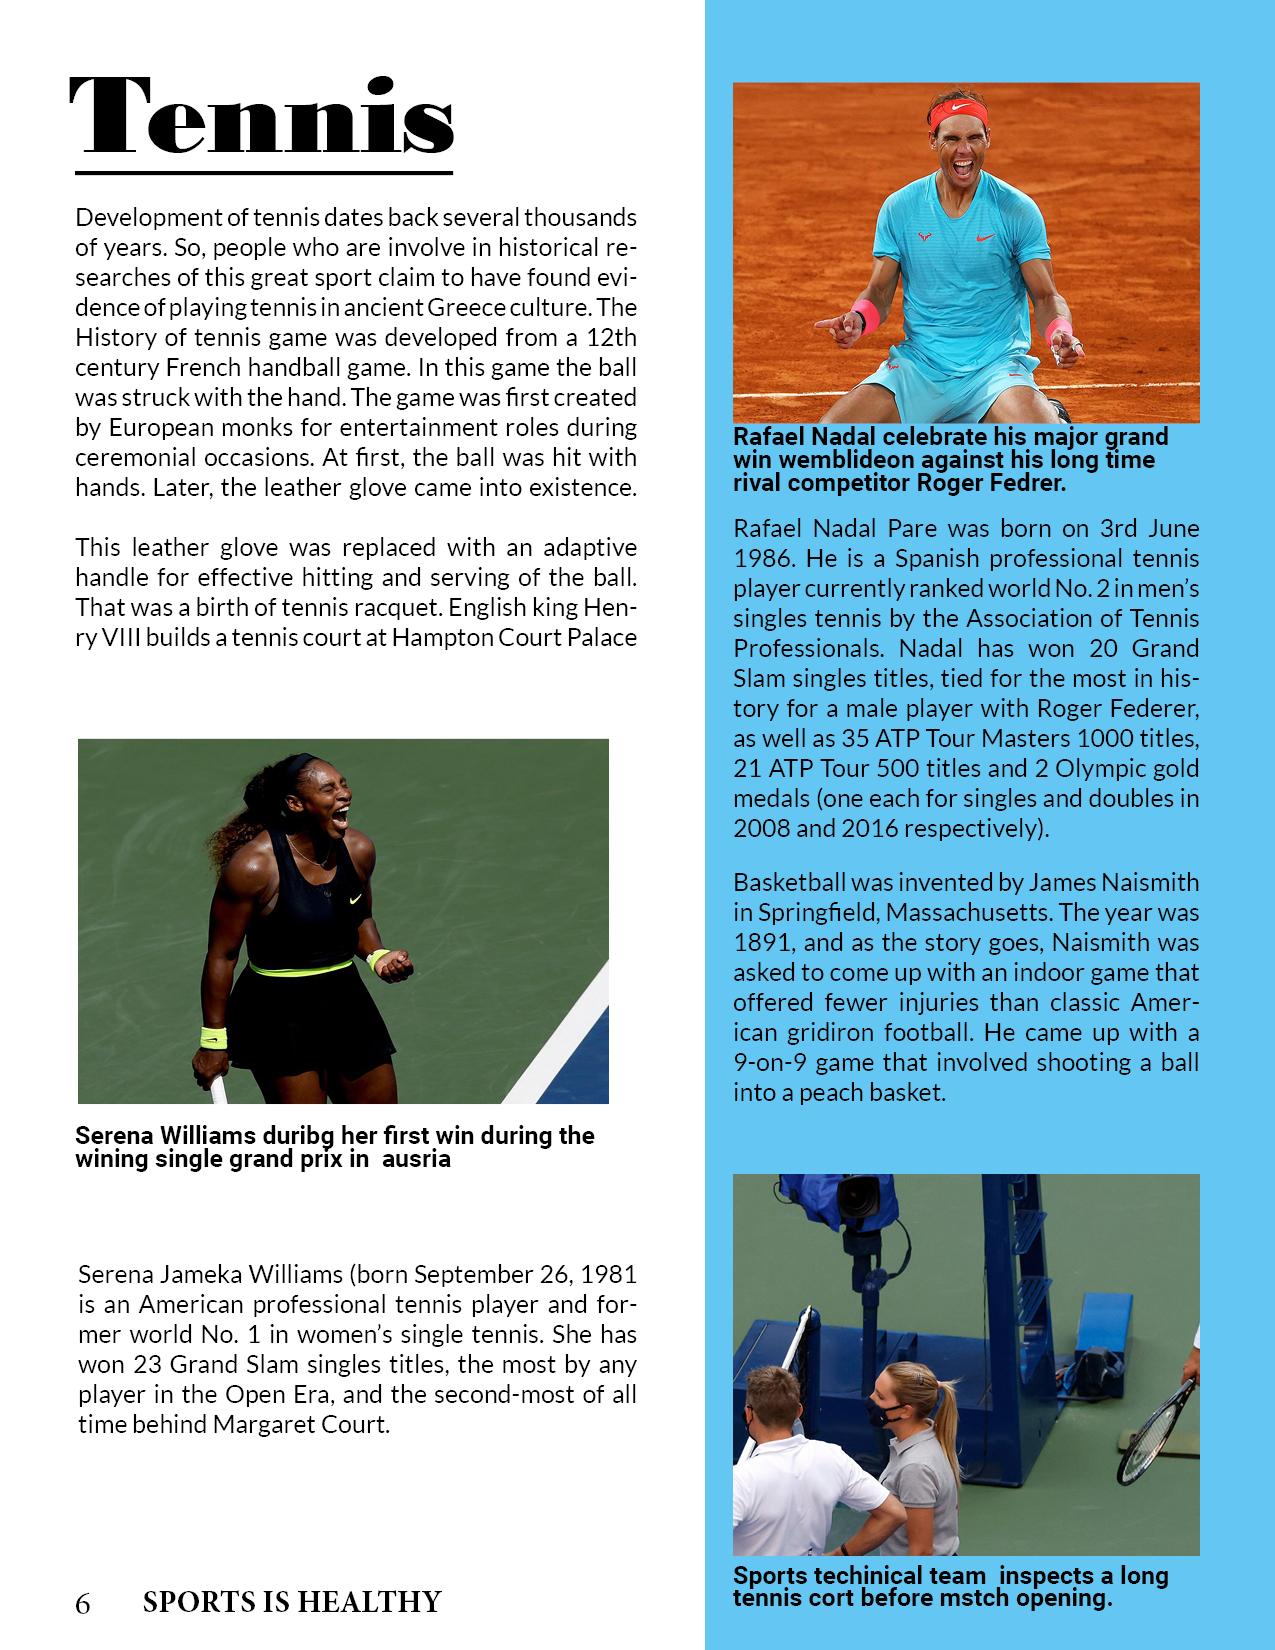 Tennis
Development of tennis dates back several thousands
of years. So, people who are involve in historical re-
searches of this great sport claim to have found evi-
dence of playing tennis in ancient Greece culture. The
History of tennis game was developed from a 12th
century French handball game. In this game the ball
was struck with the hand. The game was first created
by European monks for entertainment roles during
ceremonial occasions. At first, the ball was hit with
hands. Later, the leather glove came into existence.
This leather glove was replaced with an adaptive
handle for effective hitting and serving of the ball.
That was a birth of tennis racquet. English king Hen-
ry VIII builds a tennis court at Hampton Court Palace
Serena Williams duribg her first win during the
wining single grand prix in  ausria
Serena Jameka Williams (born September 26, 1981
is an American professional tennis player and for-
mer world No. 1 in women’s single tennis. She has
won 23 Grand Slam singles titles, the most by any
player in the Open Era, and the second-most of all
time behind Margaret Court.
Rafael Nadal celebrate his major grand
win wemblideon against his long time
rival competitor Roger Fedrer.
Rafael Nadal Pare was born on 3rd June
1986. He is a Spanish professional tennis
player currently ranked world No. 2 in men’s
singles tennis by the Association of Tennis
Professionals. Nadal has won 20 Grand
Slam singles titles, tied for the most in his-
tory for a male player with Roger Federer,
as well as 35 ATP Tour Masters 1000 titles,
21 ATP Tour 500 titles and 2 Olympic gold
medals (one each for singles and doubles in
2008 and 2016 respectively).
Basketball was invented by James Naismith
in Springfield, Massachusetts. The year was
1891, and as the story goes, Naismith was
asked to come up with an indoor game that
offered fewer injuries than classic Amer-
ican gridiron football. He came up with a
9-on-9 game that involved shooting a ball
into a peach basket.
Sports techinical team  inspects a long
tennis cort before mstch opening.
6 SPORTS IS HEALTHY